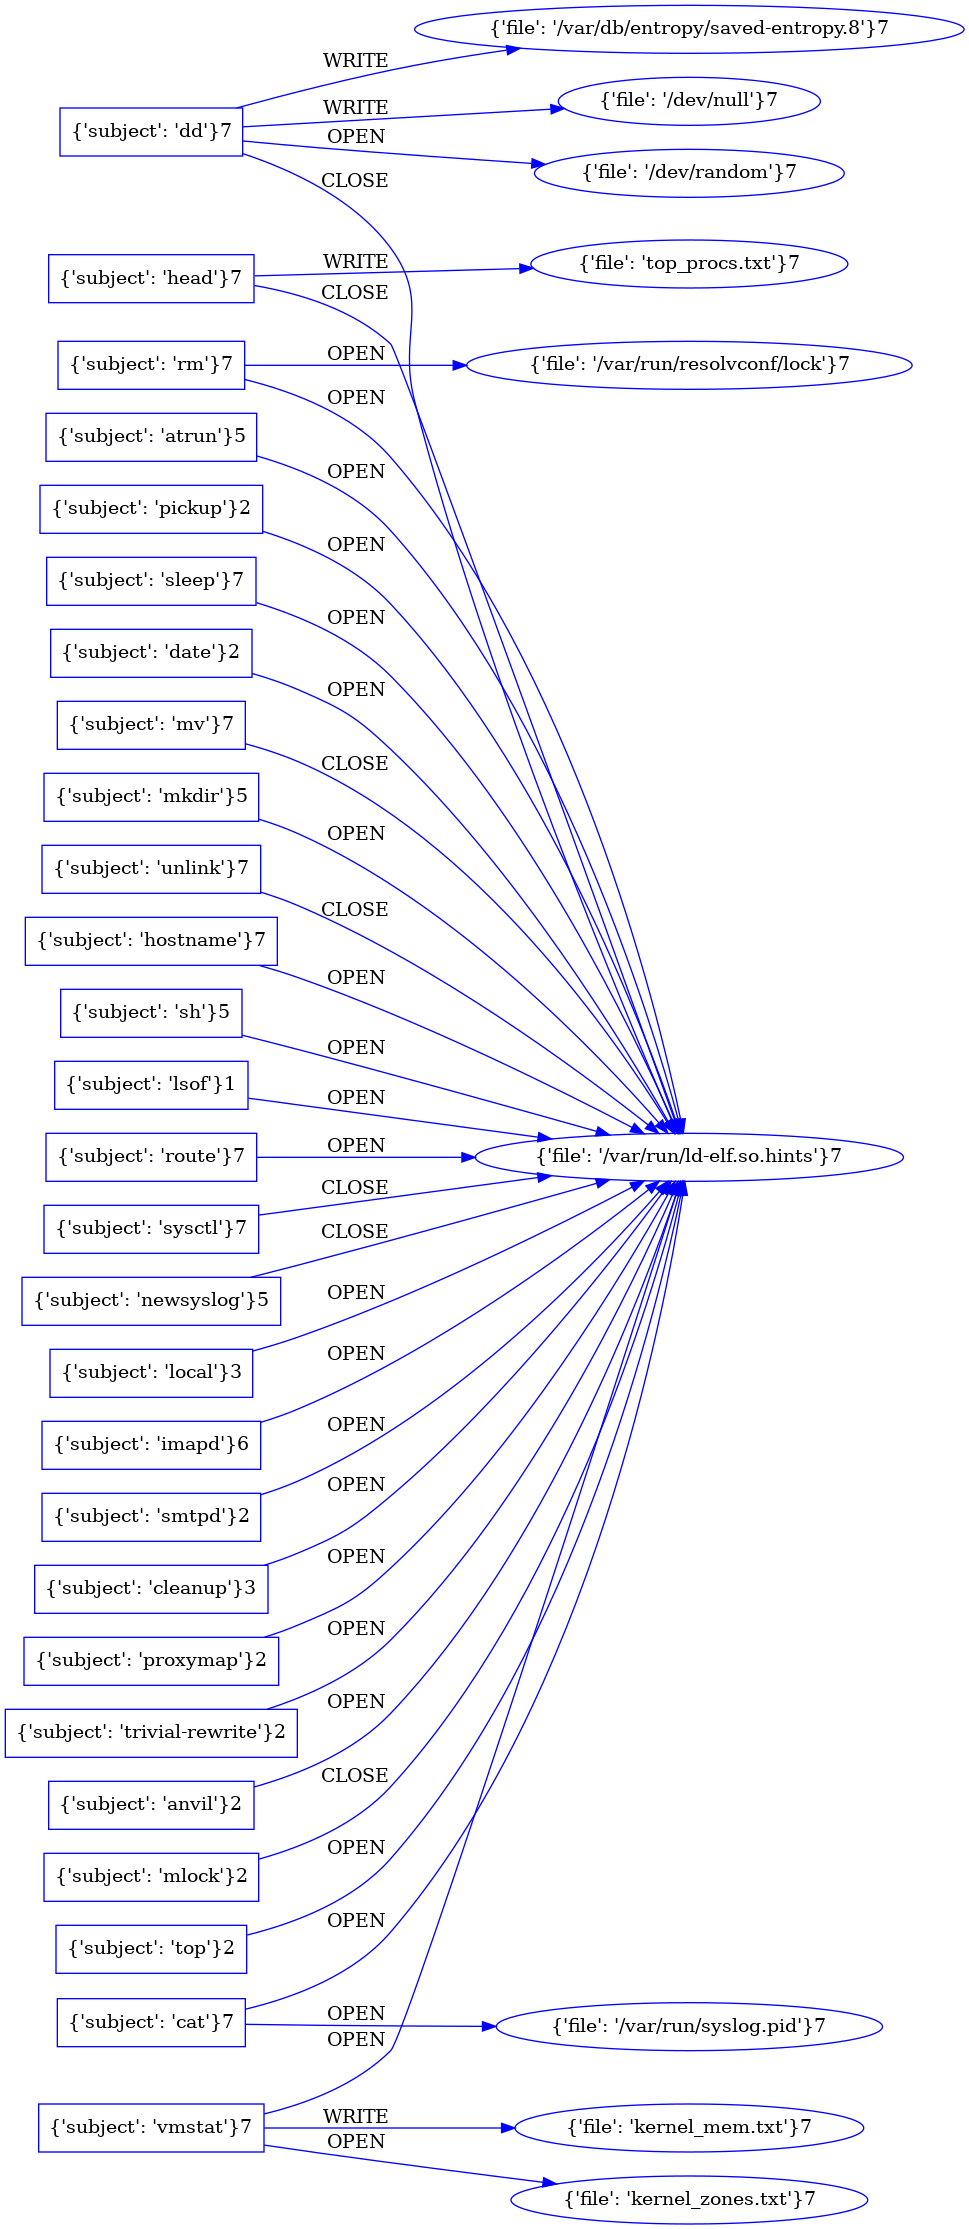 {'file': '/var/db/entropy/saved-entropy.8'}7
WRITE
{'file': '/dev/null'}7
WRITE
{'subject': 'dd'}7
OPEN
{'file': '/dev/random'}7
CLOSE
{'file': 'top_procs.txt'}7
WRITE
{'subject': 'head'}7
CLOSE
OPEN
{'subject': 'rm'}7
{'file': '/var/run/resolvconf/lock'}7
OPEN
{'subject': 'atrun'}5
OPEN
{'subject': 'pickup'}2
OPEN
{'subject': 'sleep'}7
OPEN
{'subject': 'date'}2
OPEN
{'subject': 'mv'}7
CLOSE
{'subject': 'mkdir'}5
OPEN
{'subject': 'unlink'}7
CLOSE
{'subject': 'hostname'}7
OPEN
{'subject': 'sh'}5
OPEN
{'subject': 'lsof'}1
OPEN
OPEN
{'subject': 'route'}7
{'file': '/var/run/ld-elf.so.hints'}7
CLOSE
{'subject': 'sysctl'}7
CLOSE
{'subject': 'newsyslog'}5
OPEN
{'subject': 'local'}3
OPEN
{'subject': 'imapd'}6
OPEN
{'subject': 'smtpd'}2
OPEN
{'subject': 'cleanup'}3
OPEN
{'subject': 'proxymap'}2
OPEN
{'subject': 'trivial-rewrite'}2
OPEN
{'subject': 'anvil'}2
CLOSE
{'subject': 'mlock'}2
OPEN
{'subject': 'top'}2
OPEN
{'subject': 'cat'}7
OPEN
{'file': '/var/run/syslog.pid'}7
OPEN
{'subject': 'vmstat'}7
WRITE
{'file': 'kernel_mem.txt'}7
OPEN
{'file': 'kernel_zones.txt'}7